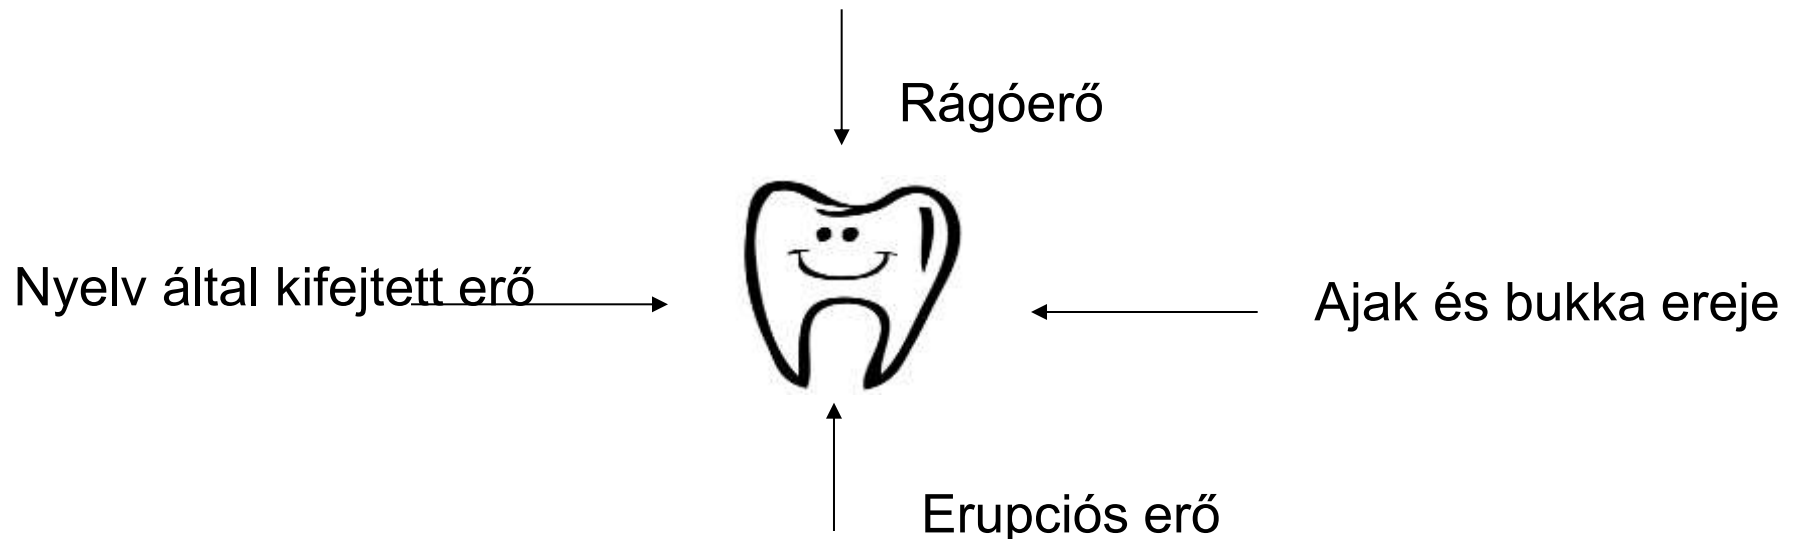 Rágóerő
Nyelv által kifejtett erő
Ajak és bukka ereje
Erupciós erő